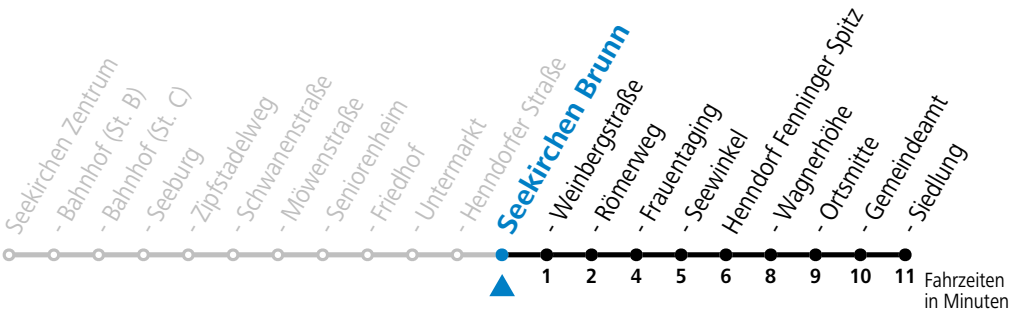 Seekirchen Zentrum
- Bahnhof (St. B)
- Bahnhof (St. C)
- Seeburg
- Zipfstadelweg
- Schwanenstraße
- Möwenstraße
- Seniorenheim
- Friedhof
- Untermarkt
- Henndorfer Straße
Seekirchen Brunn
- Weinbergstraße
- Römerweg
- Frauentaging
- Seewinkel
Henndorf Fenninger Spitz
- Wagnerhöhe
- Ortsmitte
- Gemeindeamt
- Siedlung
1 2 4 5 6 8 9 10 11
Fahrzeiten
in Minuten